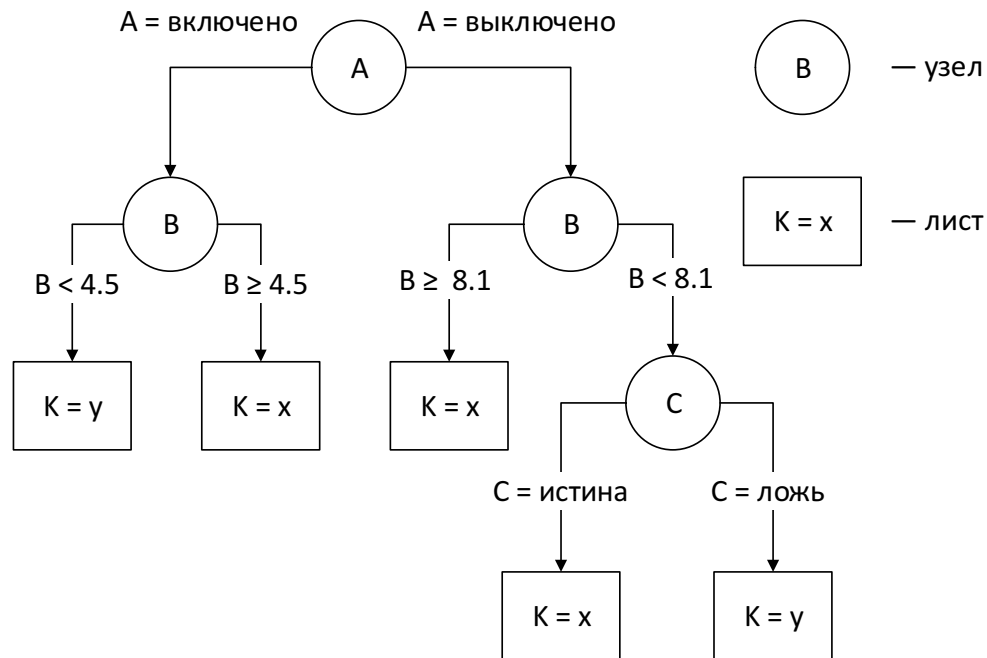 A = включено
A = выключено
A
B
— узел
B
B
K = x
— лист
B < 4.5
B ≥ 4.5
B ≥ 8.1
B < 8.1
K = y
K = x
K = x
C
C = истина
C = ложь
K = x
K = y